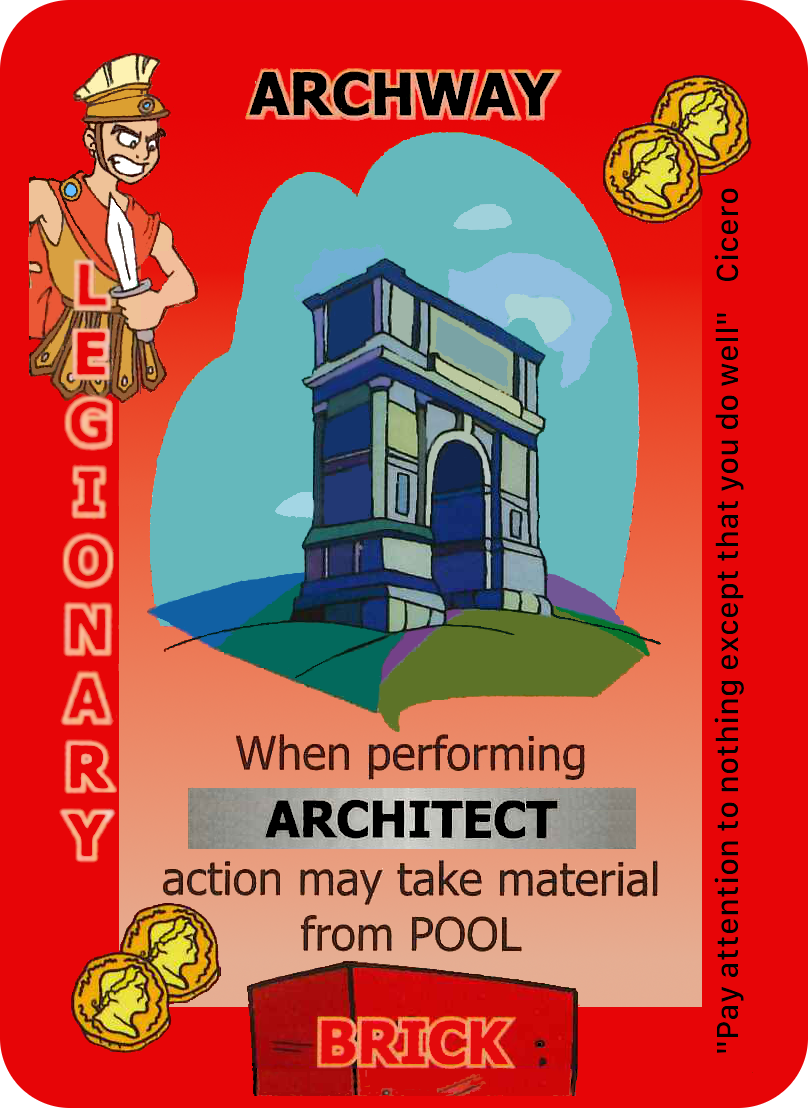 ARCHWAY
LEGIONARY
"Pay attention to nothing except that you do well" Cicero
When performing
ARCHITECT
action may take material
from POOL
BRICK